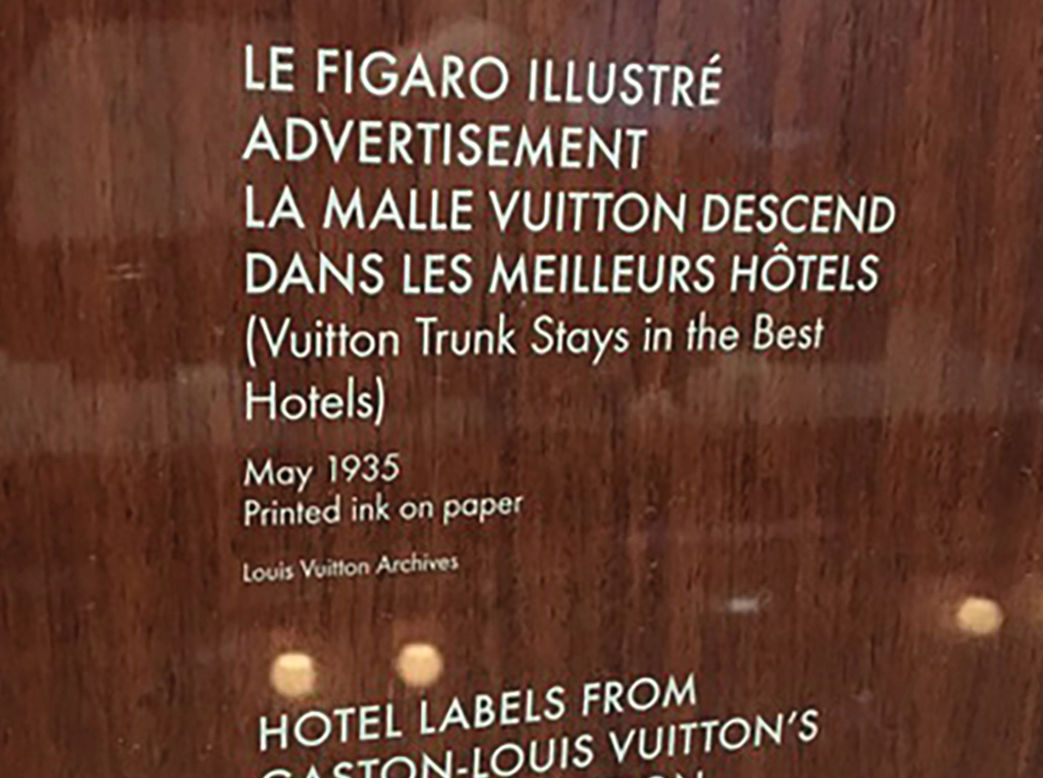 LE FIGARO ILLUSTRÉ
ADVERTISEMENT
LA MALLE VUITTON DESCEND
DANS LES MEILLEURS HÔTELS
(Vuitton Trunk Stays in the Best
Hotels)
May 1935
Printed ink on paper
Louis Vuitton Archives
HOTEL LABELS FROM
GASTON-LOUIS VUITTON'S